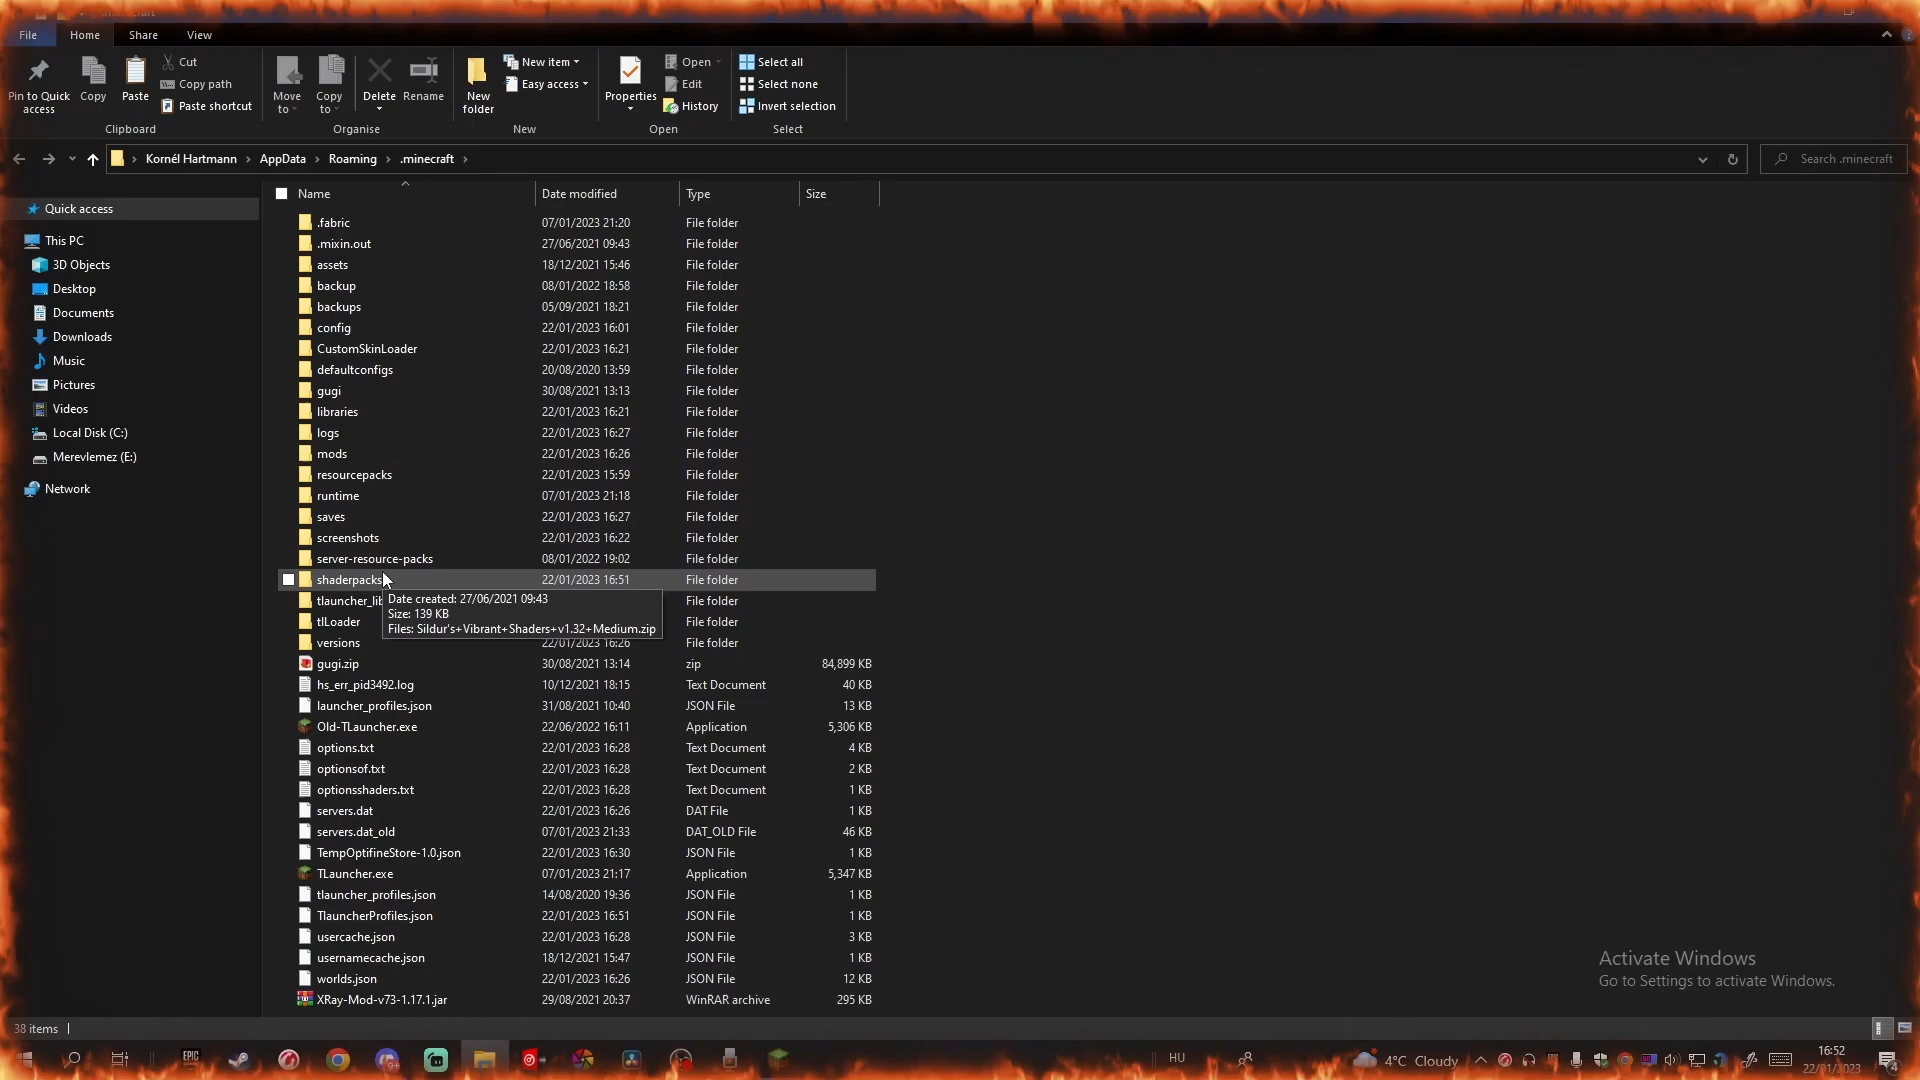 File Home Share View
Pin to Quick access
Copy
Paste
Cut
Copy path
Paste shortcut
Clipboard
Move to
Copy to
Delete
Rename
Organise
New folder
New item
Easy access
New
Properties
Open
Edit
History
Open
Select all
Select none
Invert selection
Select
Kornél Hartmann › AppData › Roaming › .minecraft ›
Search .minecraft
Quick access
This PC
3D Objects
Desktop
Documents
Downloads
Music
Pictures
Videos
Local Disk (C:)
Merevlemez (E:)
Network
Name Date modified Type Size
.fabric 07/01/2023 21:20 File folder
.mixin.out 27/06/2021 09:43 File folder
assets 18/12/2021 15:46 File folder
backup 08/01/2022 18:58 File folder
backups 05/09/2021 18:21 File folder
config 22/01/2023 16:01 File folder
CustomSkinLoader 22/01/2023 16:21 File folder
defaultconfigs 20/08/2020 13:59 File folder
gugi 30/08/2021 13:13 File folder
libraries 22/01/2023 16:21 File folder
logs 22/01/2023 16:27 File folder
mods 22/01/2023 16:26 File folder
resourcepacks 22/01/2023 15:59 File folder
runtime 07/01/2023 21:18 File folder
saves 22/01/2023 16:27 File folder
screenshots 22/01/2023 16:22 File folder
server-resource-packs 08/01/2022 19:02 File folder
shaderpacks 22/01/2023 16:51 File folder
tlauncher_lib File folder
Date created: 27/06/2021 09:43
Size: 139 KB
Files: Sildur's+Vibrant+Shaders+v1.32+Medium.zip
tlLoader File folder
versions 22/01/2023 16:26 File folder
gugi.zip 30/08/2021 13:14 zip 84,899 KB
hs_err_pid3492.log 10/12/2021 18:15 Text Document 40 KB
launcher_profiles.json 31/08/2021 10:40 JSON File 13 KB
Old-TLauncher.exe 22/06/2022 16:11 Application 5,306 KB
options.txt 22/01/2023 16:28 Text Document 4 KB
optionsof.txt 22/01/2023 16:28 Text Document 2 KB
optionsshaders.txt 22/01/2023 16:28 Text Document 1 KB
servers.dat 22/01/2023 16:26 DAT File 1 KB
servers.dat_old 07/01/2023 21:33 DAT_OLD File 46 KB
TempOptifineStore-1.0.json 22/01/2023 16:30 JSON File 1 KB
TLauncher.exe 07/01/2023 21:17 Application 5,347 KB
tlauncher_profiles.json 14/08/2020 19:36 JSON File 1 KB
TlauncherProfiles.json 22/01/2023 16:51 JSON File 1 KB
usercache.json 22/01/2023 16:28 JSON File 3 KB
usernamecache.json 18/12/2021 15:47 JSON File 1 KB
worlds.json 22/01/2023 16:26 JSON File 12 KB
XRay-Mod-v73-1.17.1.jar 29/08/2021 20:37 WinRAR archive 295 KB
Activate Windows
Go to Settings to activate Windows.
38 items
EPIC
HU
4°C Cloudy
16:52
22/01/2023